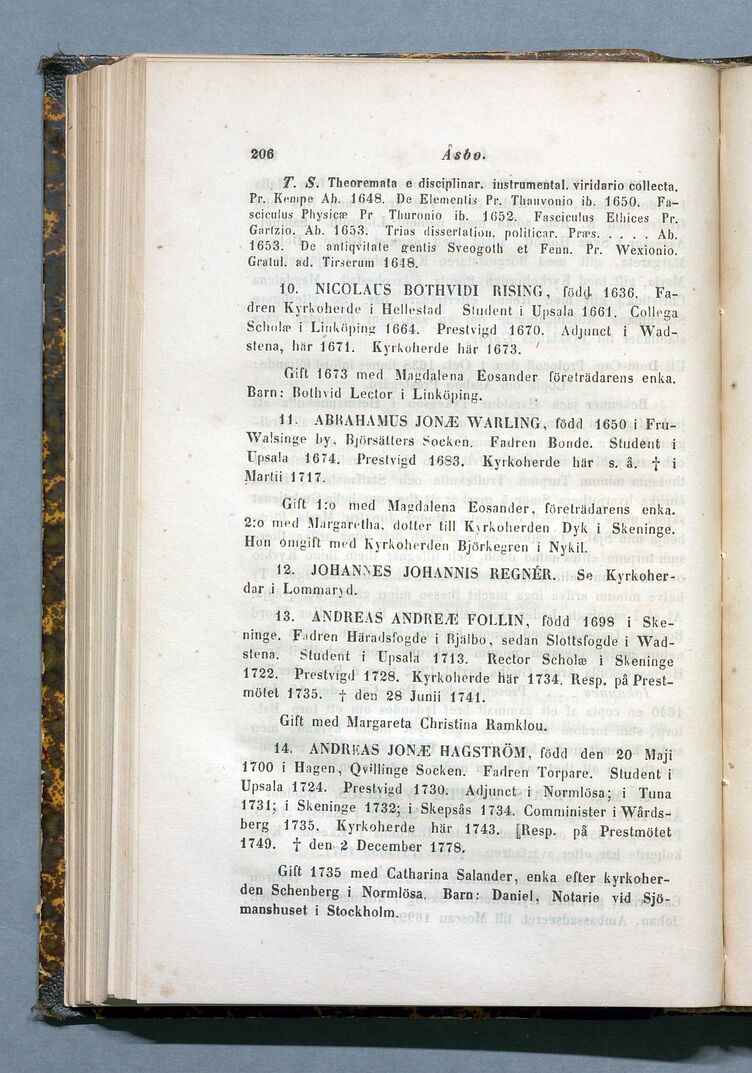 206 Åsbo.
T. S. Theoremata e disciplinar. instrumental. viridario collecta.
Pr. Kempe Ab. 1648. De Elementis Pr. Thauvonio ib. 1650. Fa-
sciculus Physicæ Pr Thuronio ib. 1652. Fasciculus Ethices Pr.
Gartzio. Ab. 1653. Trias dissertation. politicar. Præs. . . . . . Ab.
1653. De antiqvitate gentis Sveogoth et Fenn. Pr. Wexionio.
Gratul. ad. Tirserum 1648.
10. NICOLAUS BOTHVIDI RISING, född 1636. Fa-
dren Kyrkoherde i Hellestad Student i Upsala 1661. Collega
Scholæ i Linköping 1664. Prestvigd 1670. Adjunct i Wad-
stena, här 1671. Kyrkoherde här 1673.
Gift 1673 med Magdalena Eosander företrädarens enka.
Barn: Bothvid Lector i Linköping.
11. ABRAHAMUS JONÆ WARLING, född 1650 i Fru-
Walsinge by, Björsätters Socken. Fadren Bonde. Student i
Upsala 1674. Prestvigd 1683. Kyrkoherde här s. å. † i
Martii 1717.
Gift 1:o med Magdalena Eosander, företrädarens enka.
2:o med Margaretha, dotter till Kyrkoherden Dyk i Skeninge.
Hon omgift med Kyrkoherden Björkegren i Nykil.
12. JOHANNES JOHANNIS REGNÉR. Se Kyrkoher-
dar i Lommaryd.
13. ANDREAS ANDREÆ FOLLIN, född 1698 i Ske-
ninge. Fadren Häradsfogde i Bjälbo, sedan Slottsfogde i Wad-
stena. Student i Upsala 1713. Rector Scholæ i Skeninge
1722. Prestvigd 1728. Kyrkoherde här 1734. Resp. på Prest-
mötet 1735. † den 28 Junii 1741.
Gift med Margareta Christina Ramklou.
14. ANDREAS JONÆ HAGSTRÖM, född den 20 Maji
1700 i Hagen, Qvillinge Socken. Fadren Torpare. Student i
Upsala 1724. Prestvigd 1730. Adjunct i Normlösa; i Tuna
1731; i Skeninge 1732; i Skepsås 1734. Comminister i Wårds-
berg 1735. Kyrkoherde här 1743. [Resp. på Prestmötet
1749. † den 2 December 1778.
Gift 1735 med Catharina Salander, enka efter kyrkoher-
den Schenberg i Normlösa. Barn: Daniel, Notarie vid Sjö-
manshuset i Stockholm.